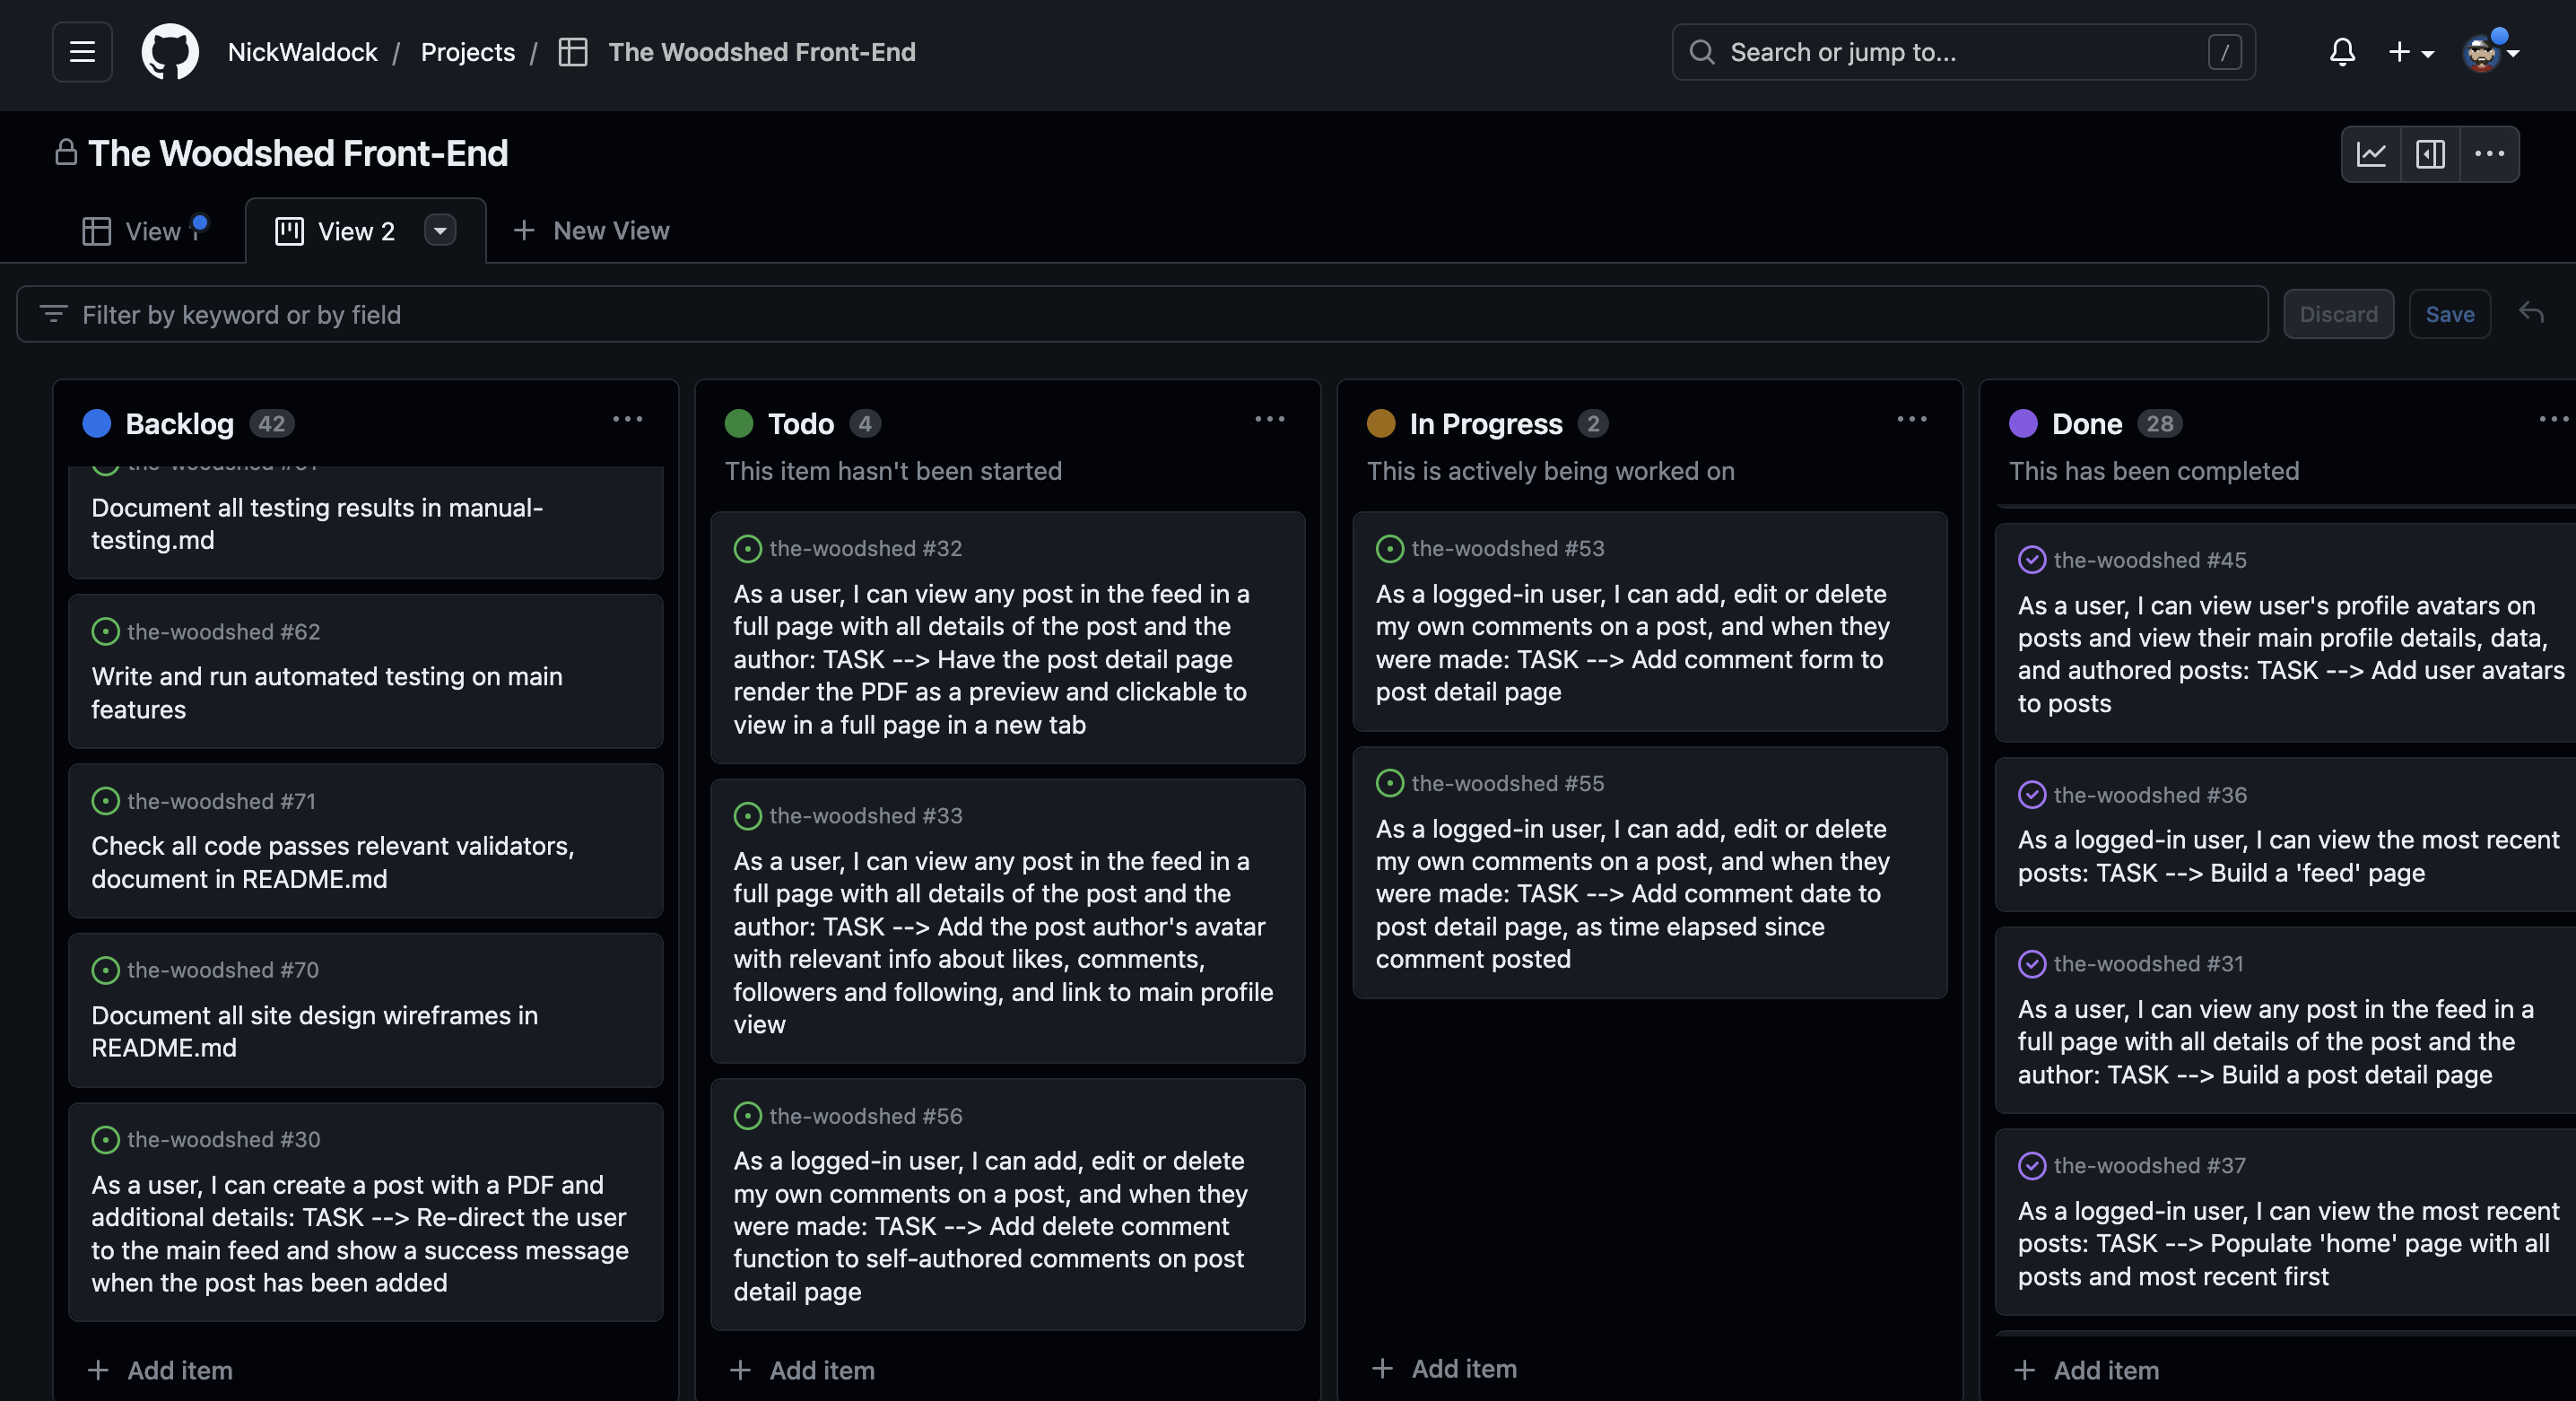 NickWaldock / Projects / The Woodshed Front-End
Search or jump to...
/
The Woodshed Front-End
View
View 2
New View
Filter by keyword or by field
Discard
Save
Backlog 42
Document all testing results in manual-
testing.md
the-woodshed #62
Write and run automated testing on main
features
the-woodshed #71
Check all code passes relevant validators,
document in README.md
the-woodshed #70
Document all site design wireframes in
README.md
the-woodshed #30
As a user, I can create a post with a PDF and
additional details: TASK --> Re-direct the user
to the main feed and show a success message
when the post has been added
+ Add item
Todo 4
This item hasn't been started
the-woodshed #32
As a user, I can view any post in the feed in a
full page with all details of the post and the
author: TASK --> Have the post detail page
render the PDF as a preview and clickable to
view in a full page in a new tab
the-woodshed #33
As a user, I can view any post in the feed in a
full page with all details of the post and the
author: TASK --> Add the post author's avatar
with relevant info about likes, comments,
followers and following, and link to main profile
view
the-woodshed #56
As a logged-in user, I can add, edit or delete
my own comments on a post, and when they
were made: TASK --> Add delete comment
function to self-authored comments on post
detail page
+ Add item
In Progress 2
This is actively being worked on
the-woodshed #53
As a logged-in user, I can add, edit or delete
my own comments on a post, and when they
were made: TASK --> Add comment form to
post detail page
the-woodshed #55
As a logged-in user, I can add, edit or delete
my own comments on a post, and when they
were made: TASK --> Add comment date to
post detail page, as time elapsed since
comment posted
+ Add item
Done 28
This has been completed
the-woodshed #45
As a user, I can view user's profile avatars on
posts and view their main profile details, data,
and authored posts: TASK --> Add user avatars
to posts
the-woodshed #36
As a logged-in user, I can view the most recent
posts: TASK --> Build a 'feed' page
the-woodshed #31
As a user, I can view any post in the feed in a
full page with all details of the post and the
author: TASK --> Build a post detail page
the-woodshed #37
As a logged-in user, I can view the most recent
posts: TASK --> Populate 'home' page with all
posts and most recent first
+ Add item